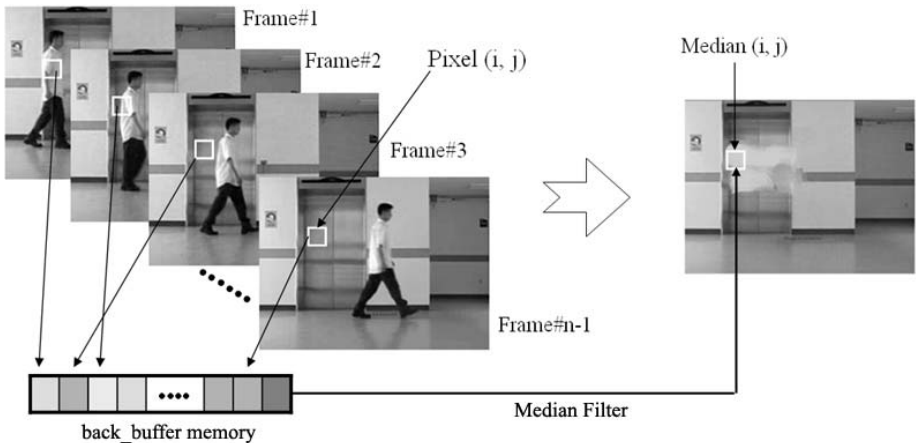 Frame#1
Frame#2
Pixel (i, j)
Median (i, j)
Frame#3
Frame#n-1
Median Filter
back_buffer memory